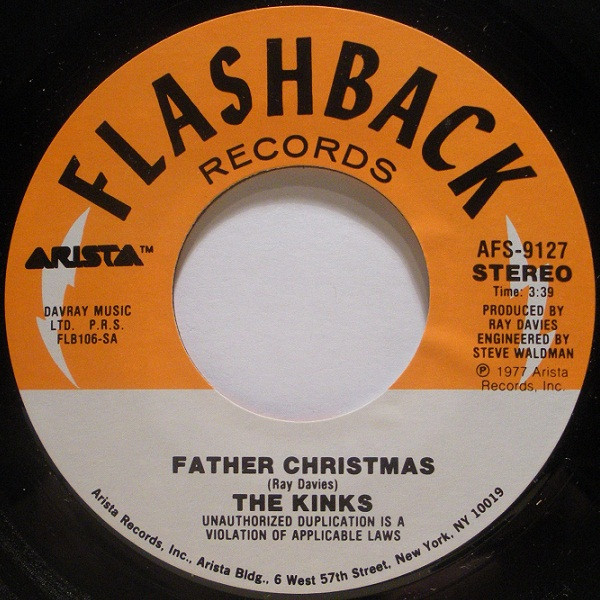 FLASHBACK
RECORDS
ARISTA™
DAVRAY MUSIC
LTD. P.R.S.
FLB106-SA
AFS-9127
STEREO
Time: 3:39
PRODUCED BY
RAY DAVIES
ENGINEERED BY
STEVE WALDMAN
℗ 1977 Arista
Records, Inc.
FATHER CHRISTMAS
(Ray Davies)
THE KINKS
UNAUTHORIZED DUPLICATION IS A
VIOLATION OF APPLICABLE LAWS
Arista Records, Inc., Arista Bldg., 6 West 57th Street, New York, NY 10019